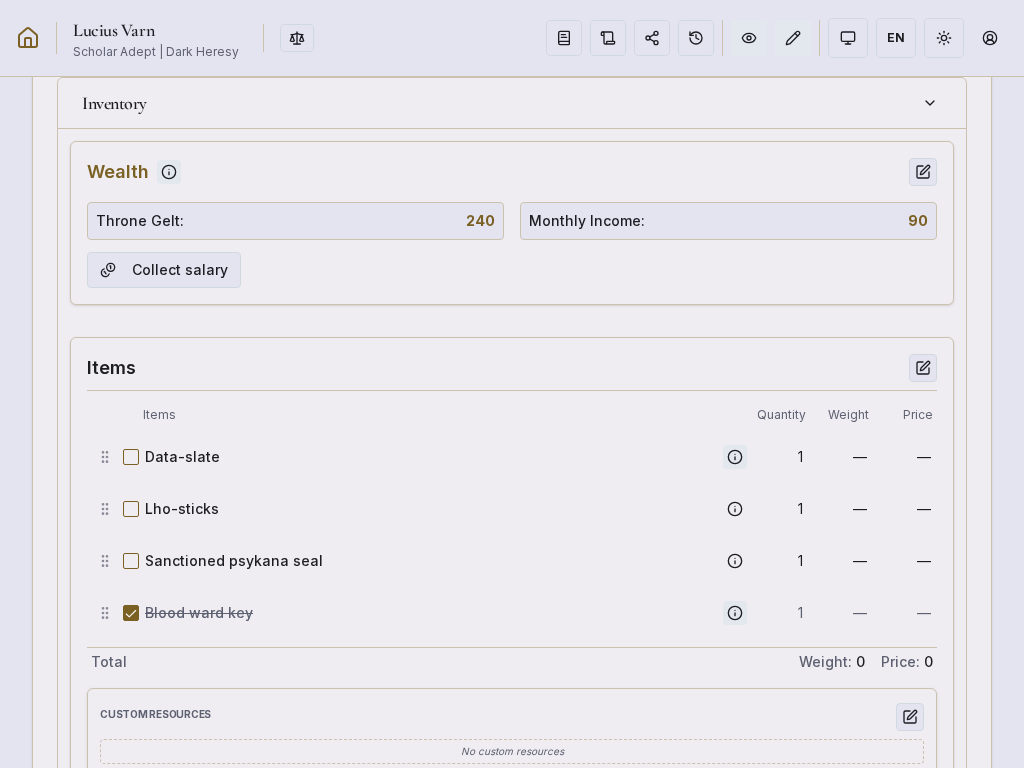 Lucius Varn
Scholar Adept | Dark Heresy
EN
Inventory
Wealth
Throne Gelt: 240
Monthly Income: 90
Collect salary
Items
Items Quantity Weight Price
Data-slate 1 — —
Lho-sticks 1 — —
Sanctioned psykana seal 1 — —
Blood ward key 1 — —
Total Weight: 0 Price: 0
CUSTOM RESOURCES
No custom resources